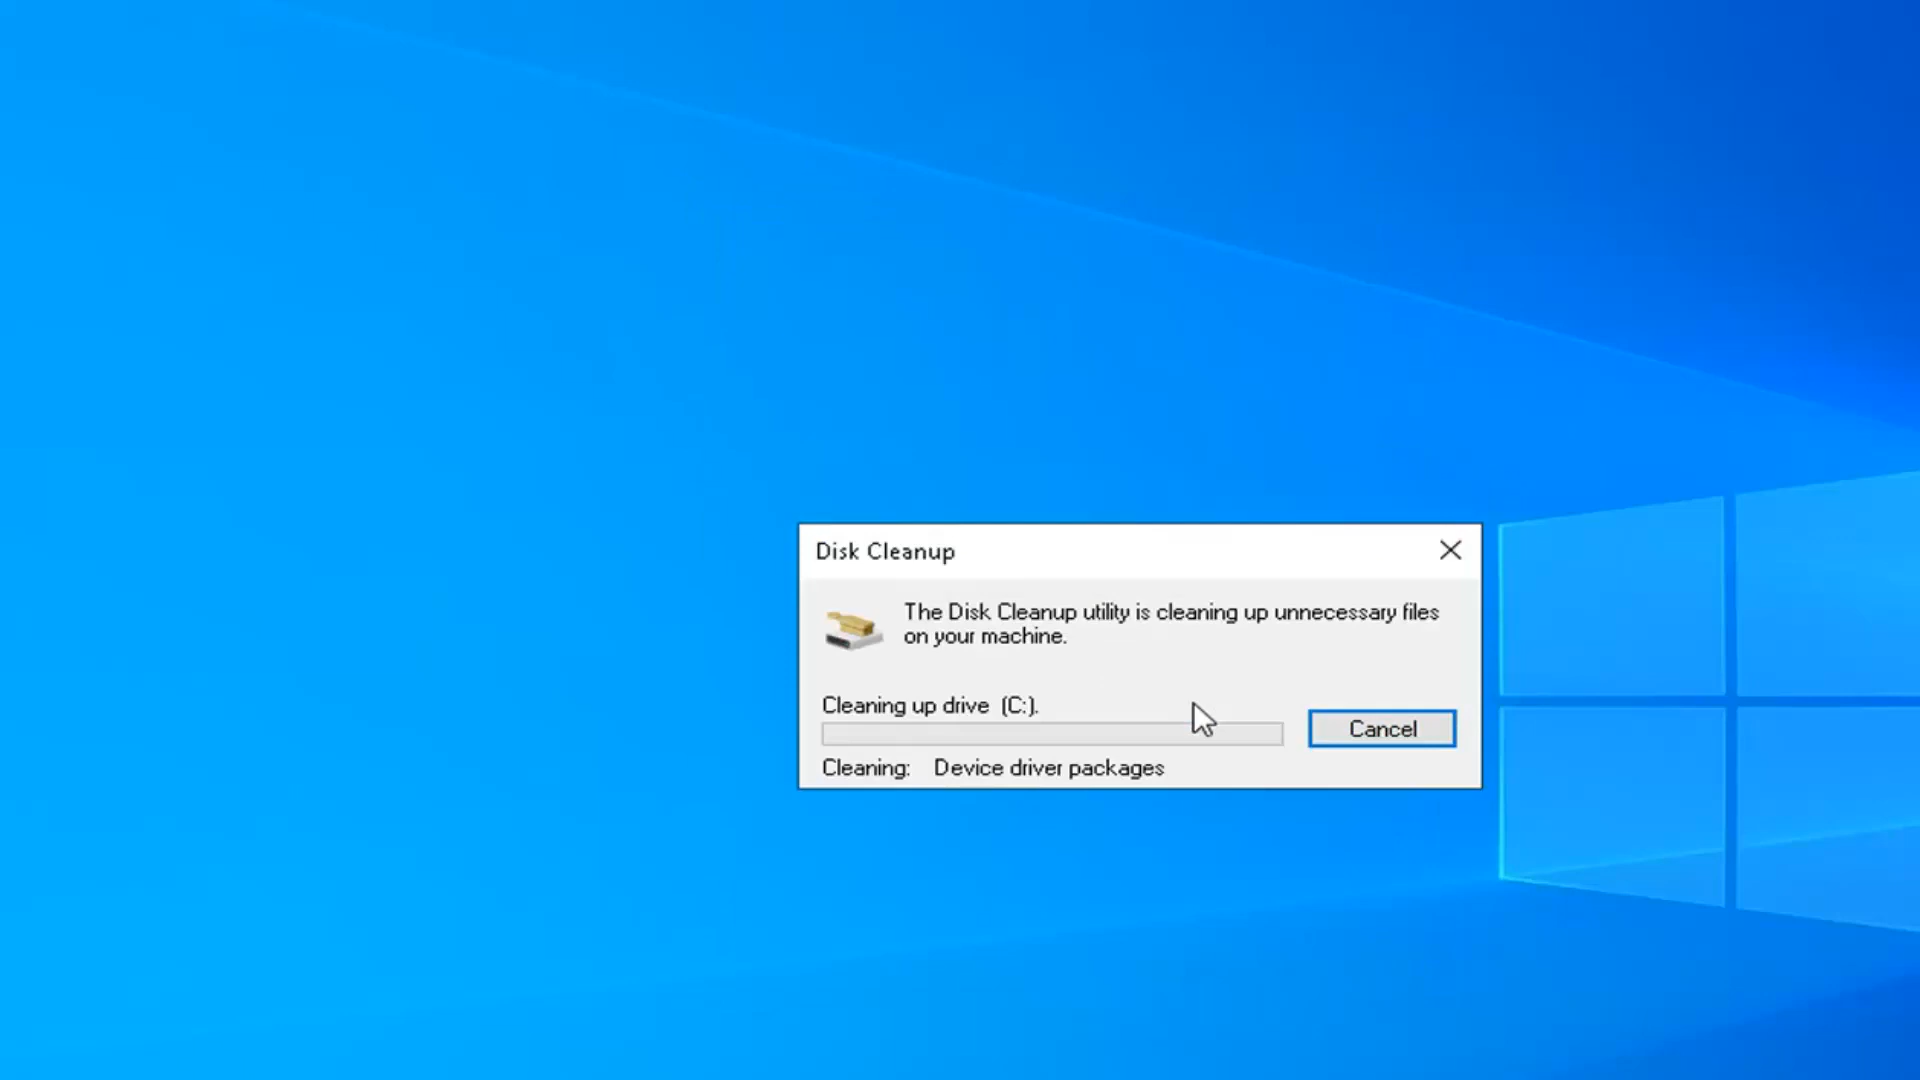 Disk Cleanup
The Disk Cleanup utility is cleaning up unnecessary files
on your machine.
Cleaning up drive (C:).
Cancel
Cleaning: Device driver packages